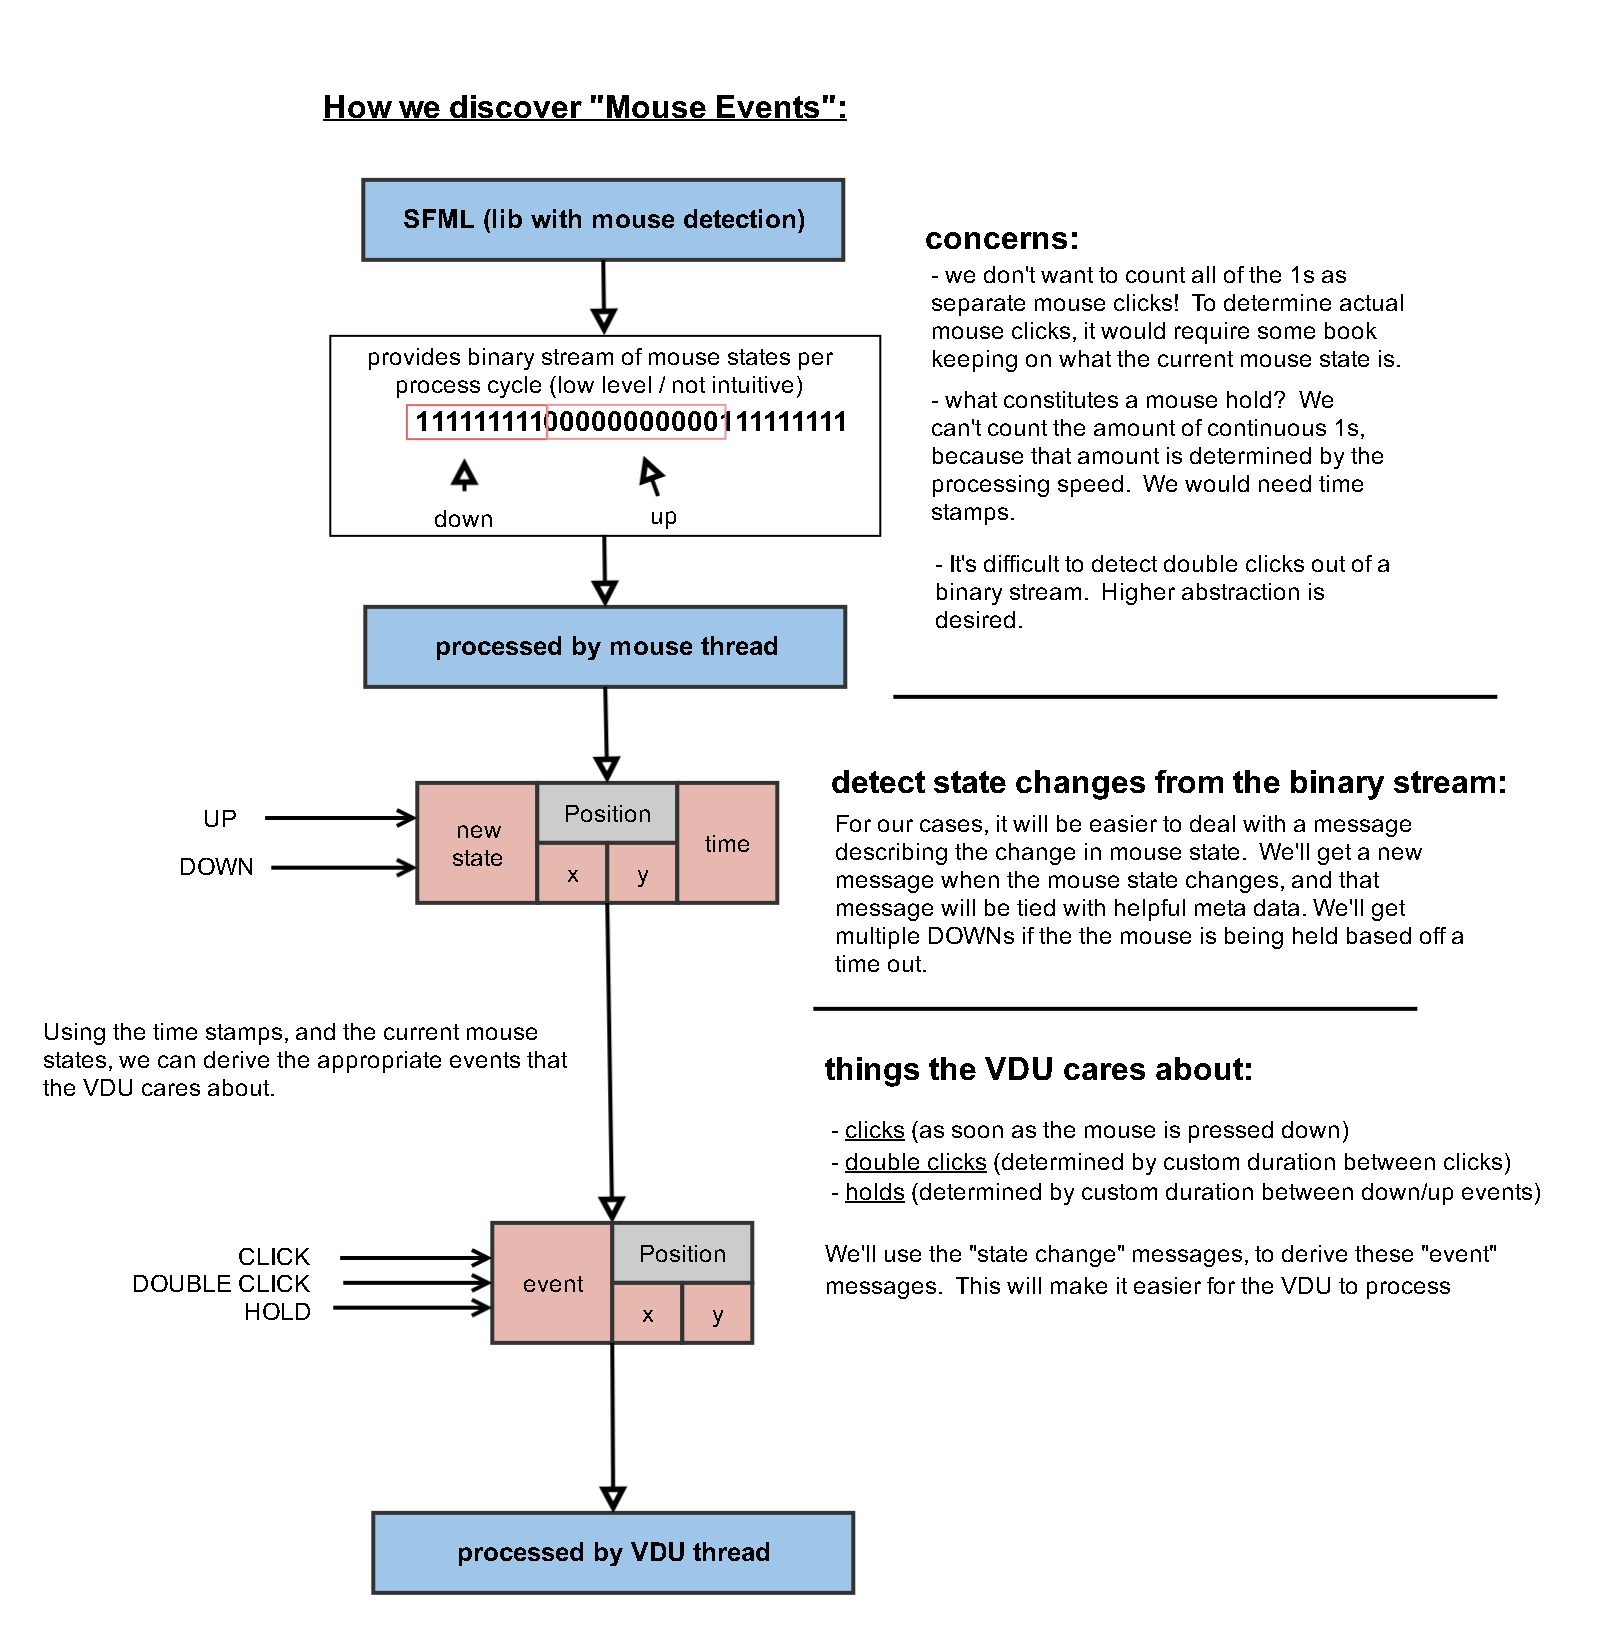 How we discover "Mouse Events":
SFML (lib with mouse detection)
provides binary stream of mouse states per
process cycle (low level / not intuitive)
111111111000000000000111111111
down
up
concerns:
- we don't want to count all of the 1s as
separate mouse clicks!  To determine actual
mouse clicks, it would require some book
keeping on what the current mouse state is.
- what constitutes a mouse hold?  We
can't count the amount of continuous 1s,
because that amount is determined by the
processing speed.  We would need time
stamps.
- It's difficult to detect double clicks out of a
binary stream.  Higher abstraction is
desired.
processed by mouse thread
UP
DOWN
new
state
Position
x
y
time
detect state changes from the binary stream:
For our cases, it will be easier to deal with a message
describing the change in mouse state.  We'll get a new
message when the mouse state changes, and that
message will be tied with helpful meta data. We'll get
multiple DOWNs if the the mouse is being held based off a
time out.
Using the time stamps, and the current mouse
states, we can derive the appropriate events that
the VDU cares about.
things the VDU cares about:
- clicks (as soon as the mouse is pressed down)
- double clicks (determined by custom duration between clicks)
- holds (determined by custom duration between down/up events)
We'll use the "state change" messages, to derive these "event"
messages.  This will make it easier for the VDU to process
CLICK
DOUBLE CLICK
HOLD
event
Position
x
y
processed by VDU thread